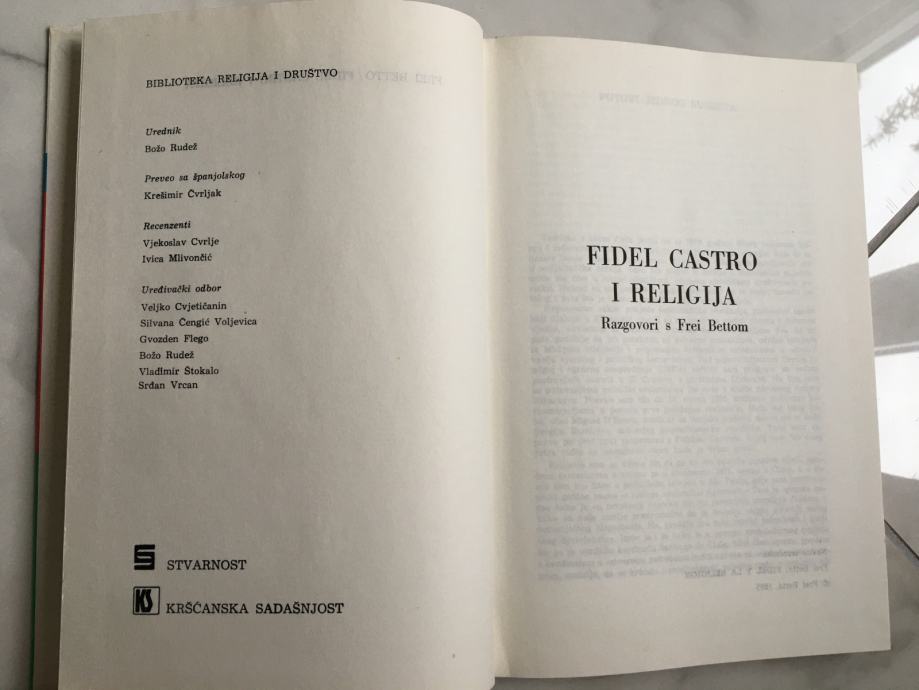 BIBLIOTEKA RELIGIJA I DRUŠTVO
Urednik
Božo Rudež
Preveo sa španjolskog
Krešimir Čvrljak
Recenzenti
Vjekoslav Cvrlje
Ivica Mlivončić
Uređivački odbor
Veljko Cvjetičanin
Silvana Čengić Voljevica
Gvozden Flego
Božo Rudež
Vladimir Štokalo
Srđan Vrcan
STVARNOST
KS KRŠĆANSKA SADAŠNJOST
FIDEL CASTRO
I RELIGIJA
Razgovori s Frei Bettom